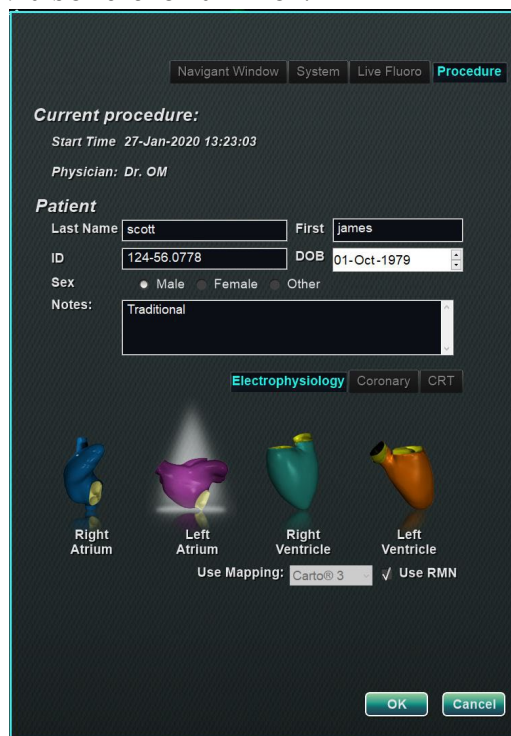 Navigant Window System Live Fluoro Procedure
Current procedure:
Start Time 27-Jan-2020 13:23:03
Physician: Dr. OM
Patient
Last Name scott First james
ID 124-56.0778 DOB 01-Oct-1979
Sex Male Female Other
Notes: Traditional
Electrophysiology Coronary CRT
Right Atrium Left Atrium Right Ventricle Left Ventricle
Use Mapping: Carto® 3 Use RMN
OK Cancel